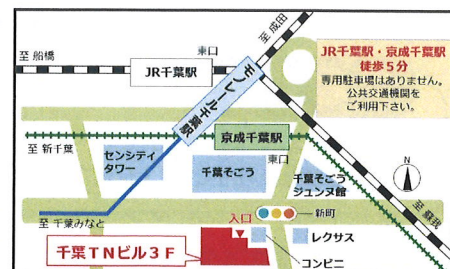 至 成田
JR千葉駅・京成千葉駅
徒歩5分
専用駐車場はありません。
公共交通機関を
ご利用下さい。
至 船橋
東口
JR千葉駅
モノレール千葉駅
京成千葉駅
東口
至 新千葉
センシティ
タワー
千葉そごう
千葉そごう
ジュンヌ館
N
至 蘇我
至 千葉みなと
入口
新町
千葉TNビル3F
レクサス
コンビニ